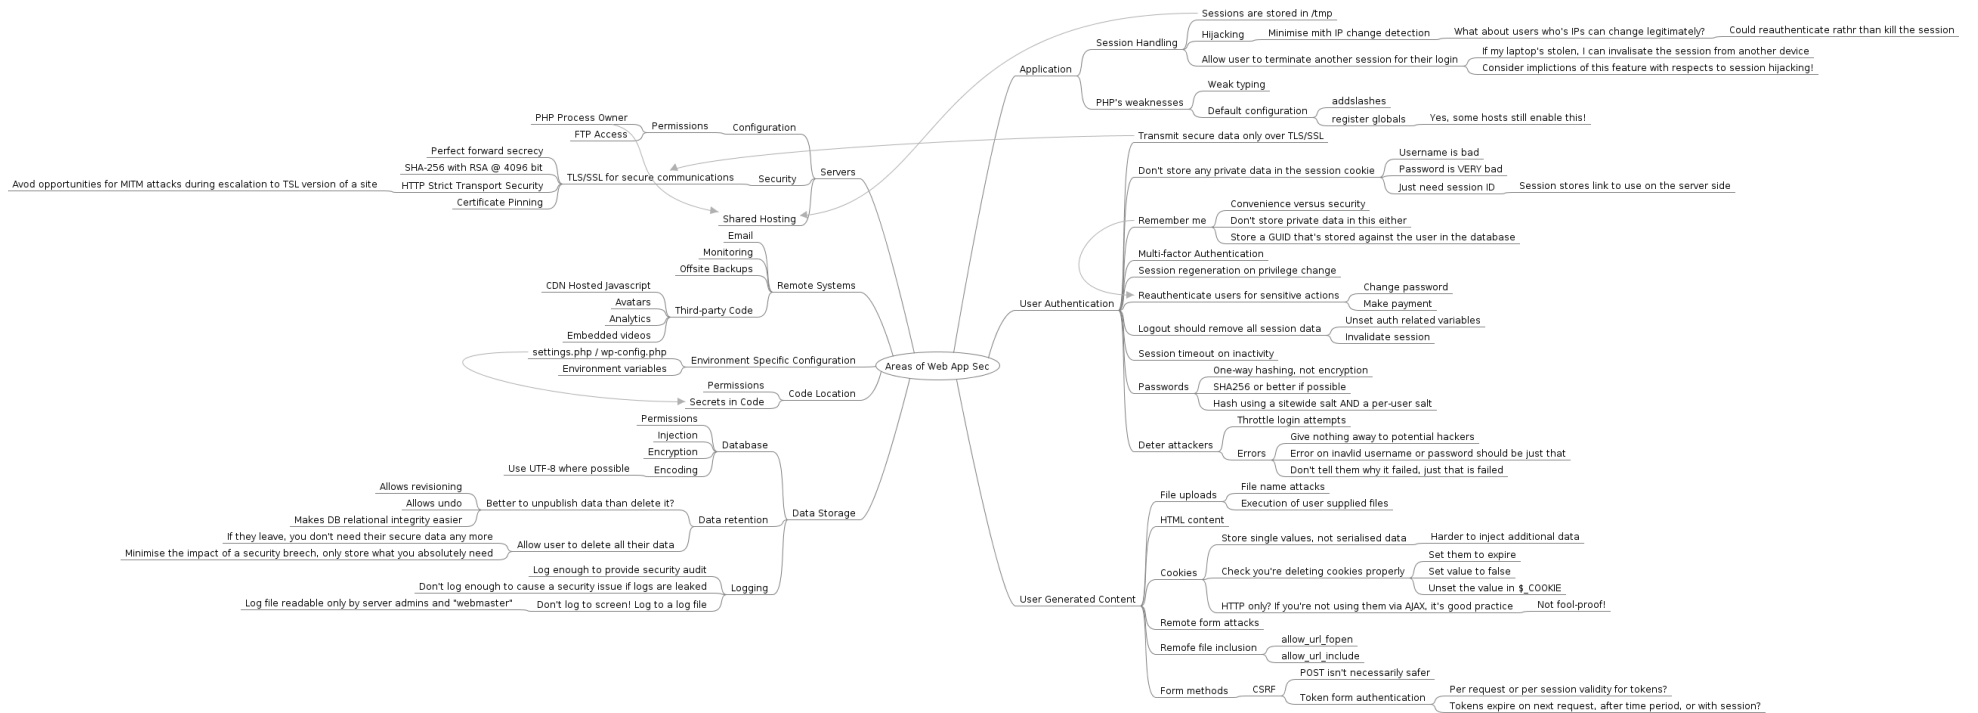 Areas of Web App Sec
Application
Session Handling
Sessions are stored in /tmp
Hijacking
Minimise mith IP change detection
What about users who's IPs can change legitimately?
Could reauthenticate rathr than kill the session
Allow user to terminate another session for their login
If my laptop's stolen, I can invalisate the session from another device
Consider implictions of this feature with respects to session hijacking!
PHP's weaknesses
Weak typing
Default configuration
addslashes
register globals
Yes, some hosts still enable this!
User Authentication
Transmit secure data only over TLS/SSL
Don't store any private data in the session cookie
Username is bad
Password is VERY bad
Just need session ID
Session stores link to use on the server side
Remember me
Convenience versus security
Don't store private data in this either
Store a GUID that's stored against the user in the database
Multi-factor Authentication
Session regeneration on privilege change
Reauthenticate users for sensitive actions
Change password
Make payment
Logout should remove all session data
Unset auth related variables
Invalidate session
Session timeout on inactivity
Passwords
One-way hashing, not encryption
SHA256 or better if possible
Hash using a sitewide salt AND a per-user salt
Deter attackers
Throttle login attempts
Errors
Give nothing away to potential hackers
Error on inavlid username or password should be just that
Don't tell them why it failed, just that is failed
User Generated Content
File uploads
File name attacks
Execution of user supplied files
HTML content
Cookies
Store single values, not serialised data
Harder to inject additional data
Check you're deleting cookies properly
Set them to expire
Set value to false
Unset the value in $_COOKIE
HTTP only? If you're not using them via AJAX, it's good practice
Not fool-proof!
Remote form attacks
Remofe file inclusion
allow_url_fopen
allow_url_include
Form methods
CSRF
POST isn't necessarily safer
Token form authentication
Per request or per session validity for tokens?
Tokens expire on next request, after time period, or with session?
Servers
Configuration
Permissions
PHP Process Owner
FTP Access
Security
TLS/SSL for secure communications
Perfect forward secrecy
SHA-256 with RSA @ 4096 bit
HTTP Strict Transport Security
Avod opportunities for MITM attacks during escalation to TSL version of a site
Certificate Pinning
Shared Hosting
Remote Systems
Email
Monitoring
Offsite Backups
Third-party Code
CDN Hosted Javascript
Avatars
Analytics
Embedded videos
Environment Specific Configuration
settings.php / wp-config.php
Environment variables
Code Location
Permissions
Secrets in Code
Data Storage
Database
Permissions
Injection
Encryption
Encoding
Use UTF-8 where possible
Data retention
Better to unpublish data than delete it?
Allows revisioning
Allows undo
Makes DB relational integrity easier
Allow user to delete all their data
If they leave, you don't need their secure data any more
Minimise the impact of a security breech, only store what you absolutely need
Logging
Log enough to provide security audit
Don't log enough to cause a security issue if logs are leaked
Don't log to screen! Log to a log file
Log file readable only by server admins and "webmaster"